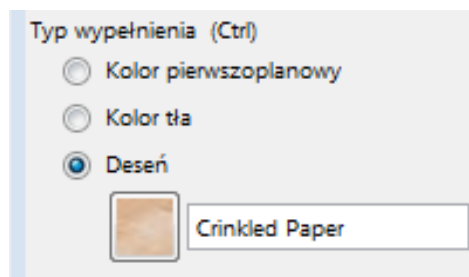 Typ wypełnienia (Ctrl)
Kolor pierwszoplanowy
Kolor tła
Deseń
Crinkled Paper